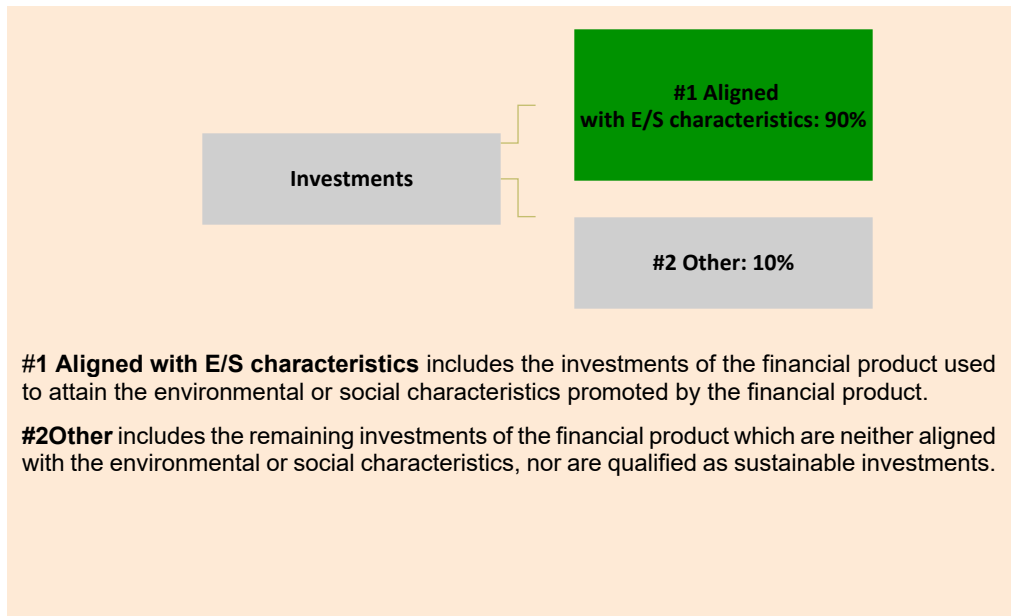 #1 Aligned
with E/S characteristics: 90%
Investments
#2 Other: 10%
#1 Aligned with E/S characteristics includes the investments of the financial product used
to attain the environmental or social characteristics promoted by the financial product.
#2Other includes the remaining investments of the financial product which are neither aligned
with the environmental or social characteristics, nor are qualified as sustainable investments.